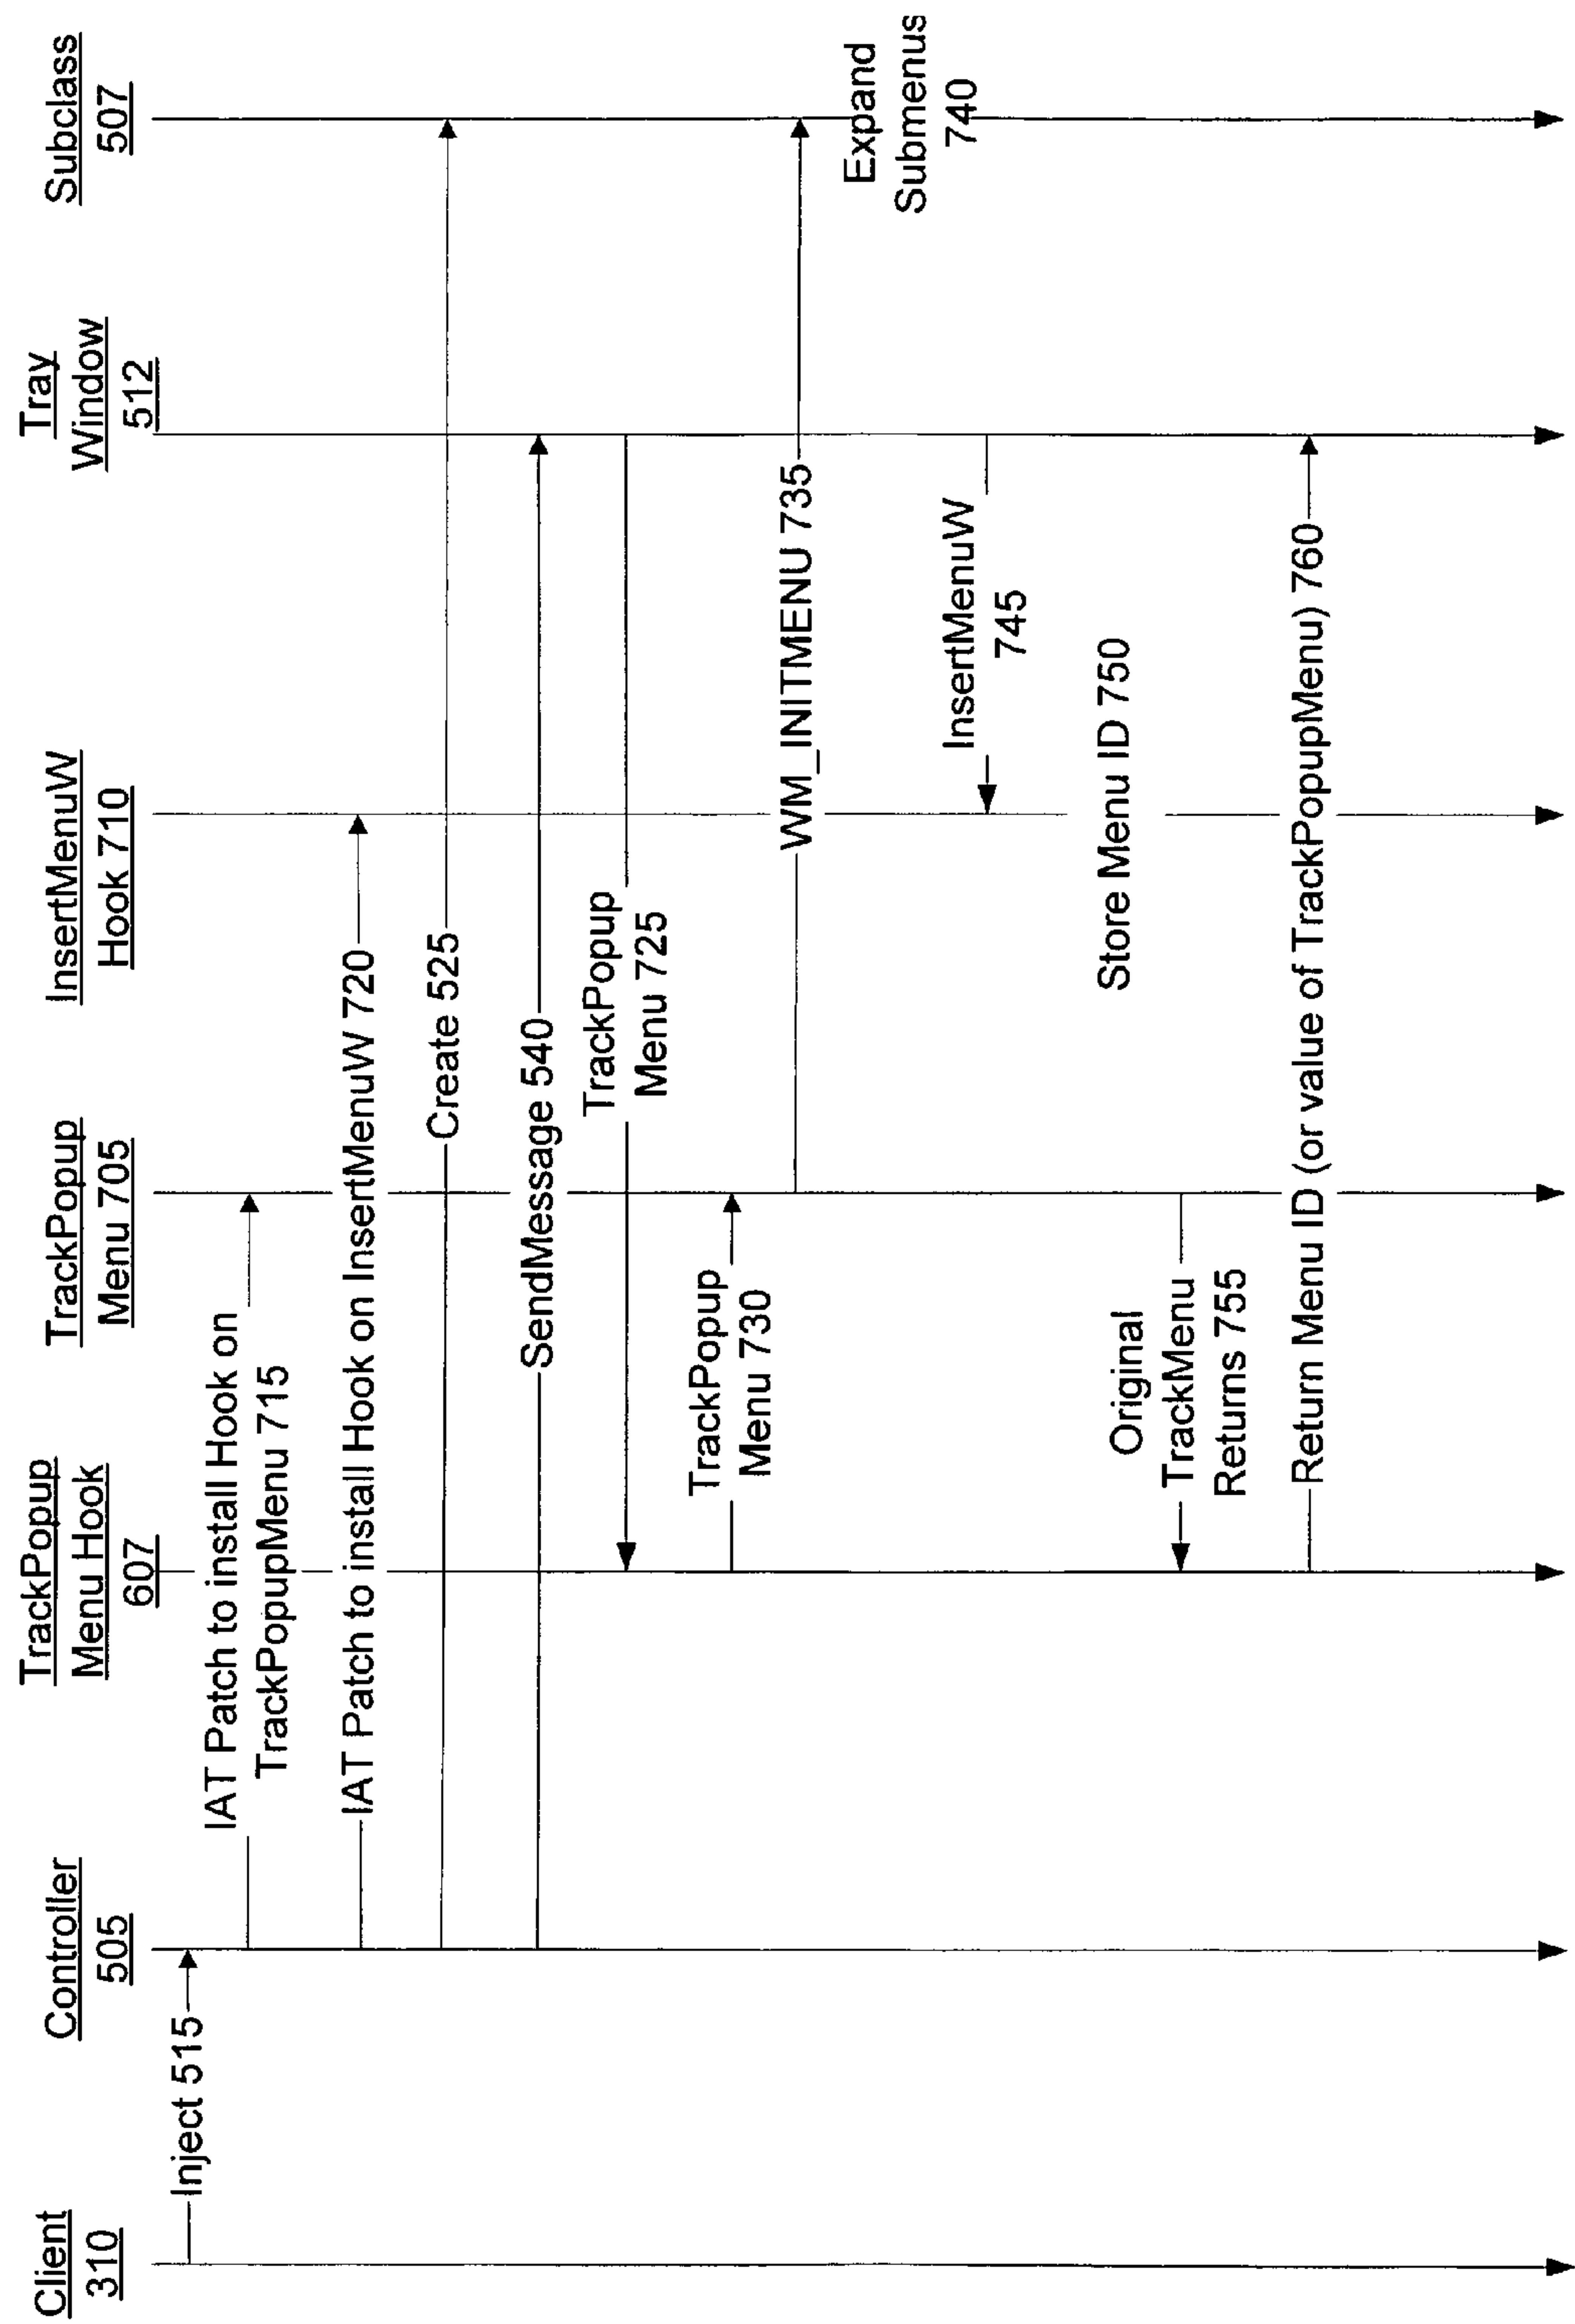 Client
310
Controller
505
TrackPopup
Menu Hook
607
TrackPopup
Menu 705
InsertMenuW
Hook 710
Tray
Window
512
Subclass
507
Inject 515
IAT Patch to install Hook on
TrackPopupMenu 715
IAT Patch to install Hook on InsertMenuW 720
Create 525
SendMessage 540
TrackPopup
Menu 725
TrackPopup
Menu 730
WM_INITMENU 735
Expand
Submenus
740
InsertMenuW
745
Store Menu ID 750
Original
TrackMenu
Returns 755
Return Menu ID (or value of TrackPopupMenu) 760